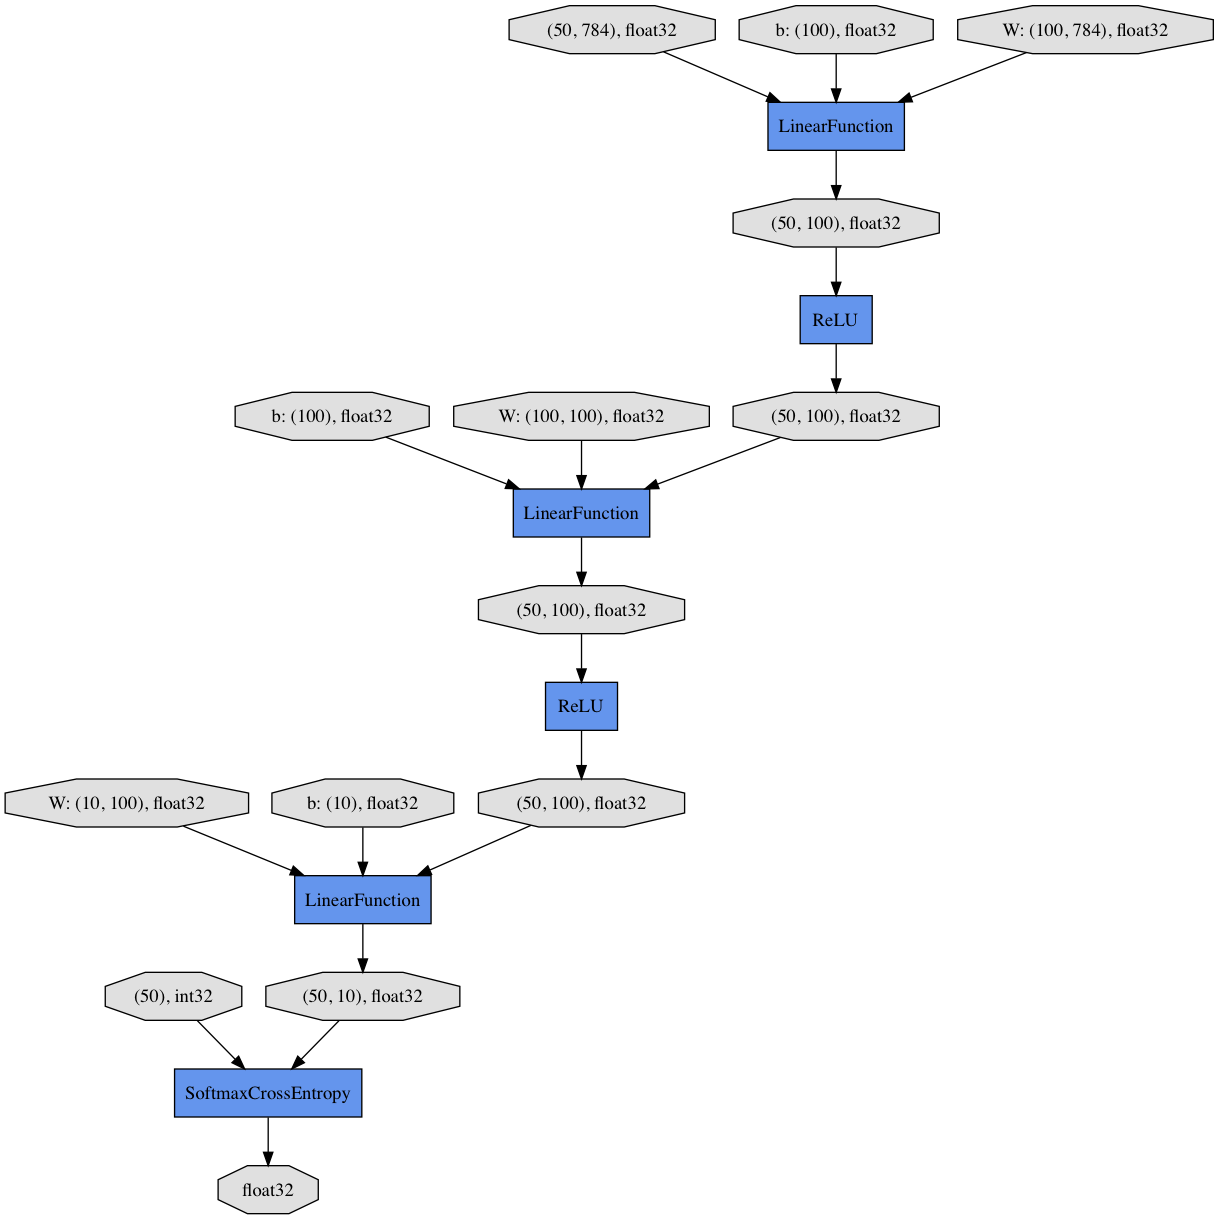 (50, 784), float32
b: (100), float32
W: (100, 784), float32
LinearFunction
(50, 100), float32
ReLU
b: (100), float32
W: (100, 100), float32
(50, 100), float32
LinearFunction
(50, 100), float32
ReLU
W: (10, 100), float32
b: (10), float32
(50, 100), float32
LinearFunction
(50), int32
(50, 10), float32
SoftmaxCrossEntropy
float32